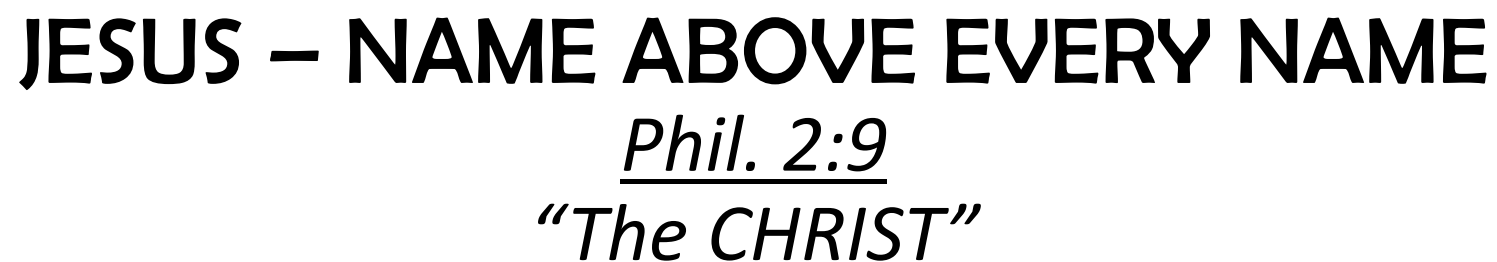 JESUS – NAME ABOVE EVERY NAME
Phil. 2:9
“The CHRIST”